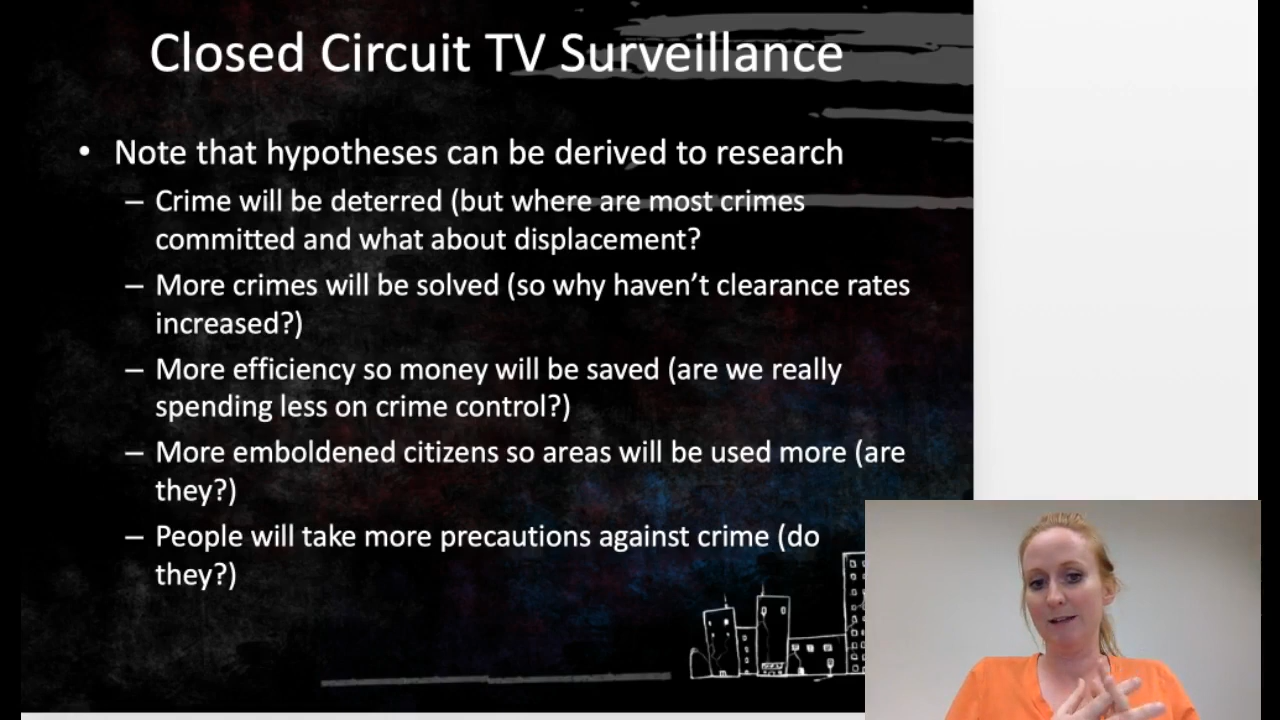 Closed Circuit TV Surveillance
• Note that hypotheses can be derived to research
– Crime will be deterred (but where are most crimes
committed and what about displacement?
– More crimes will be solved (so why haven’t clearance rates
increased?)
– More efficiency so money will be saved (are we really
spending less on crime control?)
– More emboldened citizens so areas will be used more (are
they?)
– People will take more precautions against crime (do
they?)